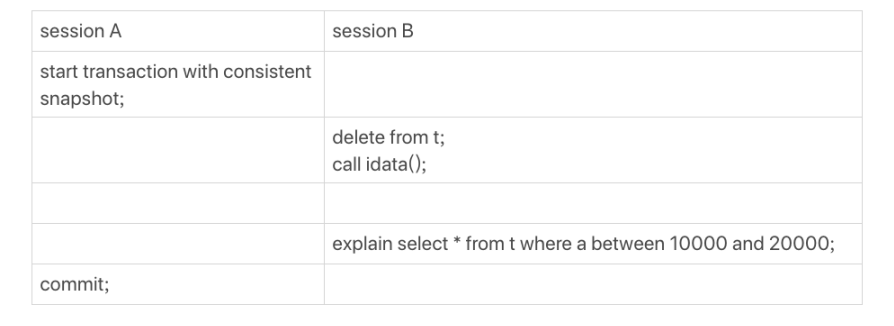 session A
session B
start transaction with consistent
snapshot;
delete from t;
call idata();
explain select * from t where a between 10000 and 20000;
commit;